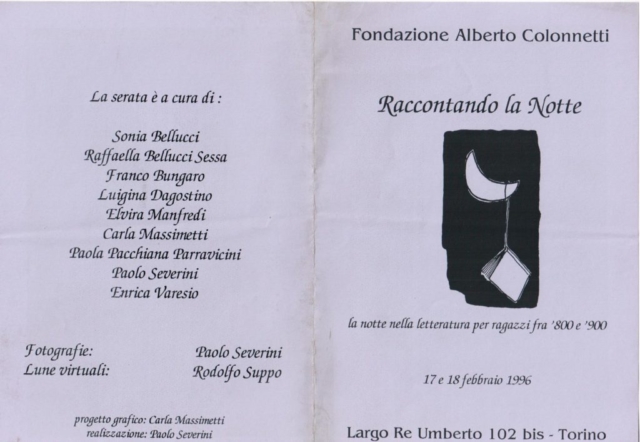 La serata è a cura di :
Sonia Bellucci
Raffaella Bellucci Sessa
Franco Bungaro
Luigina Dagostino
Elvira Manfredi
Carla Massimetti
Paola Pacchiana Parravicini
Paolo Severini
Enrica Varesio
Fotografie: Paolo Severini
Lune virtuali: Rodolfo Suppo
progetto grafico: Carla Massimetti
realizzazione: Paolo Severini
Fondazione Alberto Colonnetti
Raccontando la Notte
la notte nella letteratura per ragazzi fra '800 e '900
17 e 18 febbraio 1996
Largo Re Umberto 102 bis - Torino